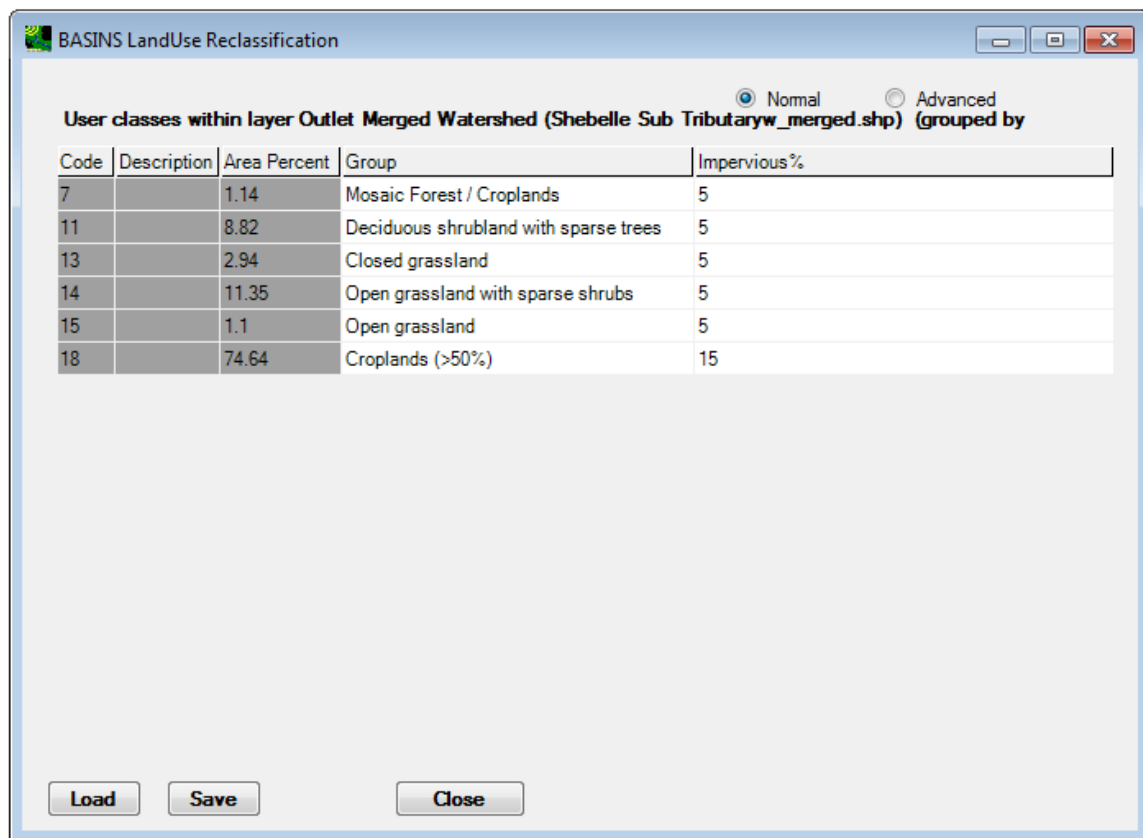 BASINS LandUse Reclassification
Normal Advanced
User classes within layer Outlet Merged Watershed (Shebelle Sub Tributaryw_merged.shp) (grouped by
Code Description Area Percent Group Impervious%
7 1.14 Mosaic Forest / Croplands 5
11 8.82 Deciduous shrubland with sparse trees 5
13 2.94 Closed grassland 5
14 11.35 Open grassland with sparse shrubs 5
15 1.1 Open grassland 5
18 74.64 Croplands (>50%) 15
Load Save Close